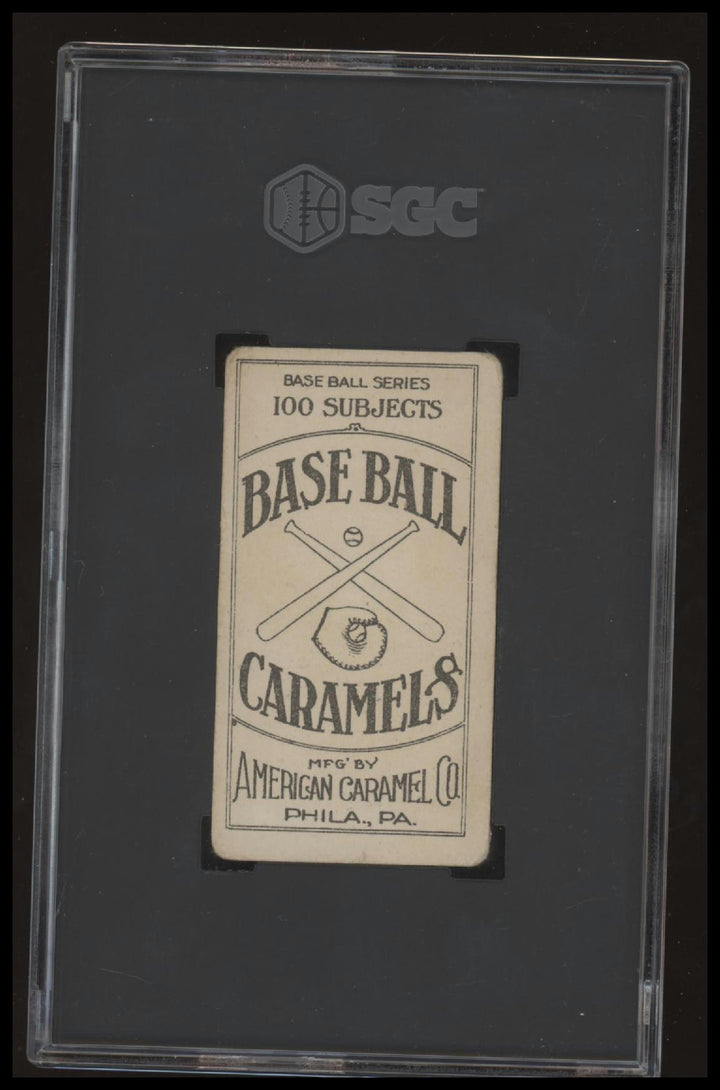 SGC
BASE BALL SERIES
100 SUBJECTS
BASE BALL
CARAMELS
MFG' BY
AMERICAN CARAMEL CO.
PHILA., PA.